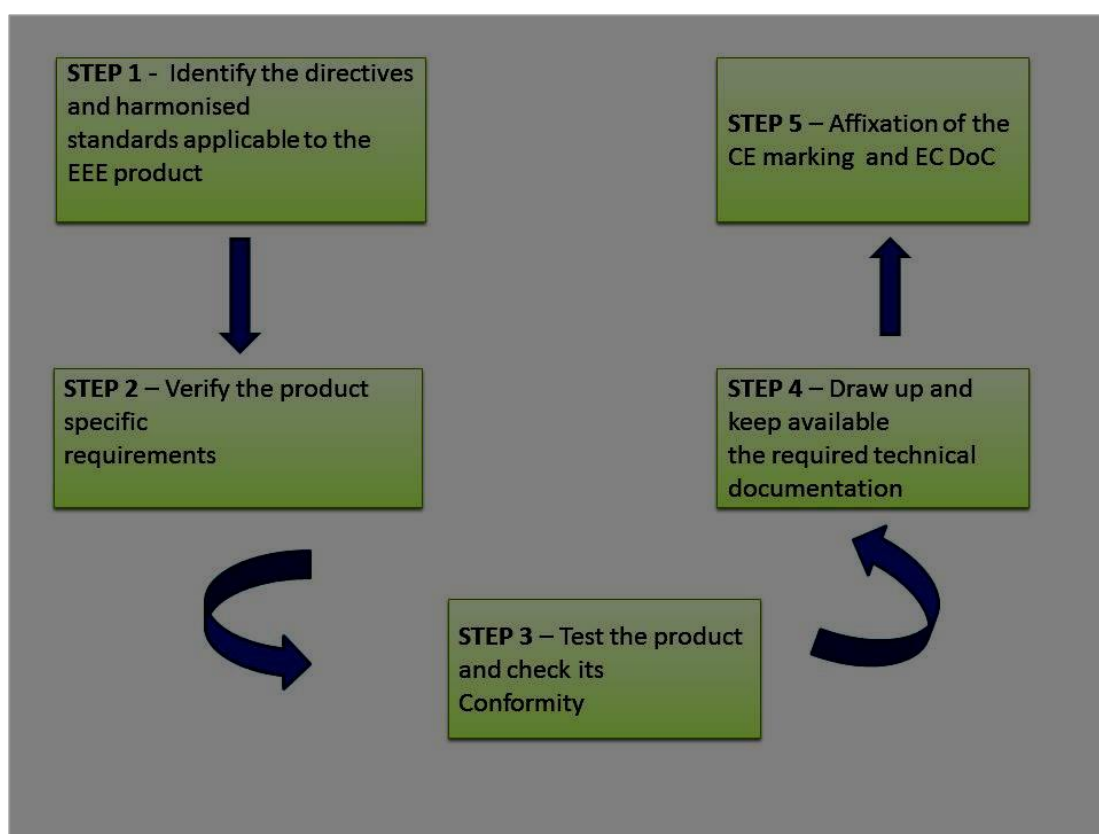 STEP 1 - Identify the directives
and harmonised
standards applicable to the
EEE product
STEP 2 – Verify the product
specific
requirements
STEP 3 – Test the product
and check its
Conformity
STEP 4 – Draw up and
keep available
the required technical
documentation
STEP 5 – Affixation of the
CE marking and EC DoC